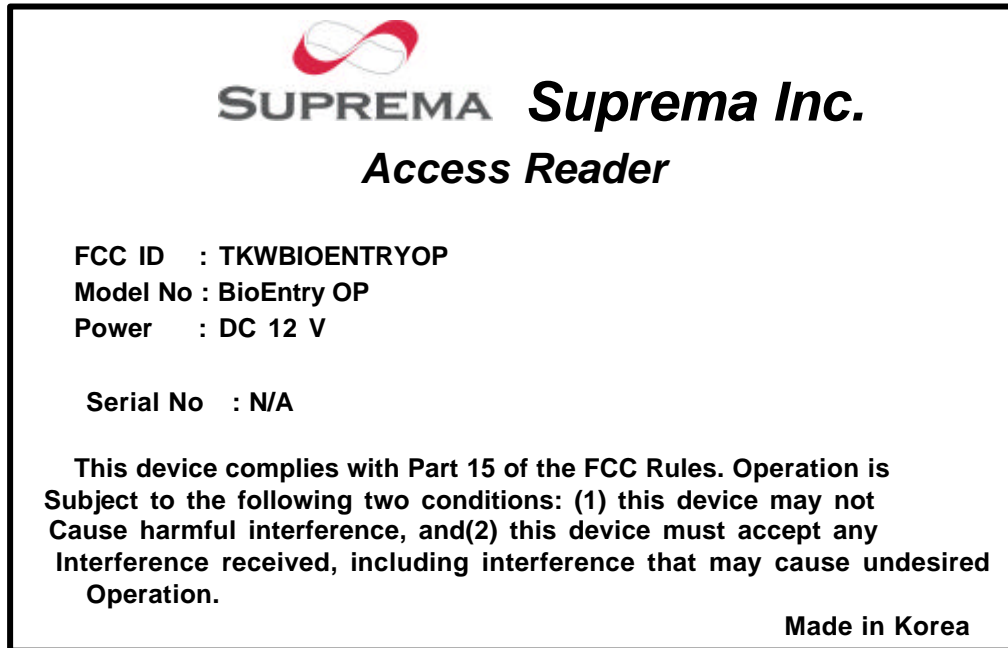 SUPREMA Suprema Inc.
Access Reader
FCC ID : TKWBIOENTRYOP
Model No : BioEntry OP
Power : DC 12 V
Serial No : N/A
This device complies with Part 15 of the FCC Rules. Operation is
Subject to the following two conditions: (1) this device may not
Cause harmful interference, and(2) this device must accept any
Interference received, including interference that may cause undesired
Operation.
Made in Korea